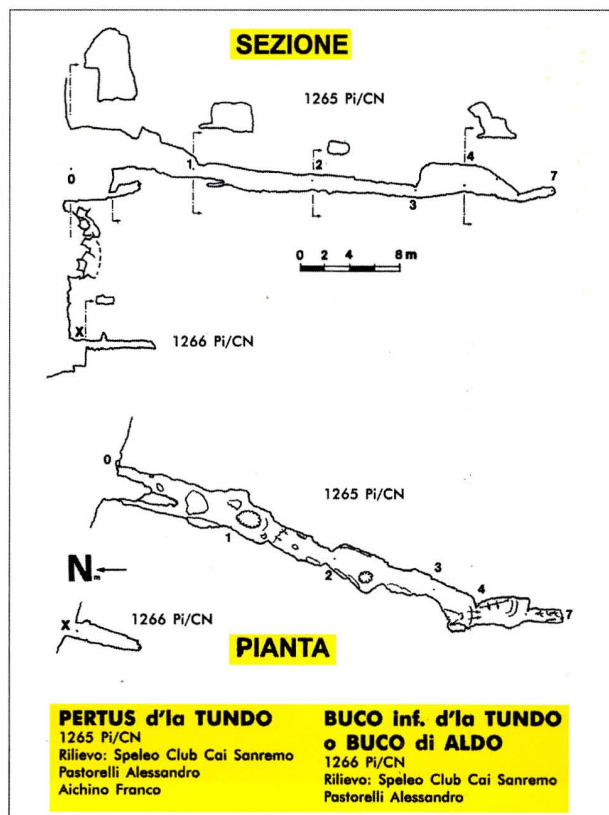 SEZIONE
1265 Pi/CN
0
1
2
3
4
7
0 2 4 8 m
X
1266 Pi/CN
0
1265 Pi/CN
1
2
3
4
7
Nm
X
1266 Pi/CN
PIANTA
PERTUS d'la TUNDO
1265 Pi/CN
Rilievo: Speleo Club Cai Sanremo
Pastorelli Alessandro
Aichino Franco
BUCO inf. d'la TUNDO
o BUCO di ALDO
1266 Pi/CN
Rilievo: Speleo Club Cai Sanremo
Pastorelli Alessandro